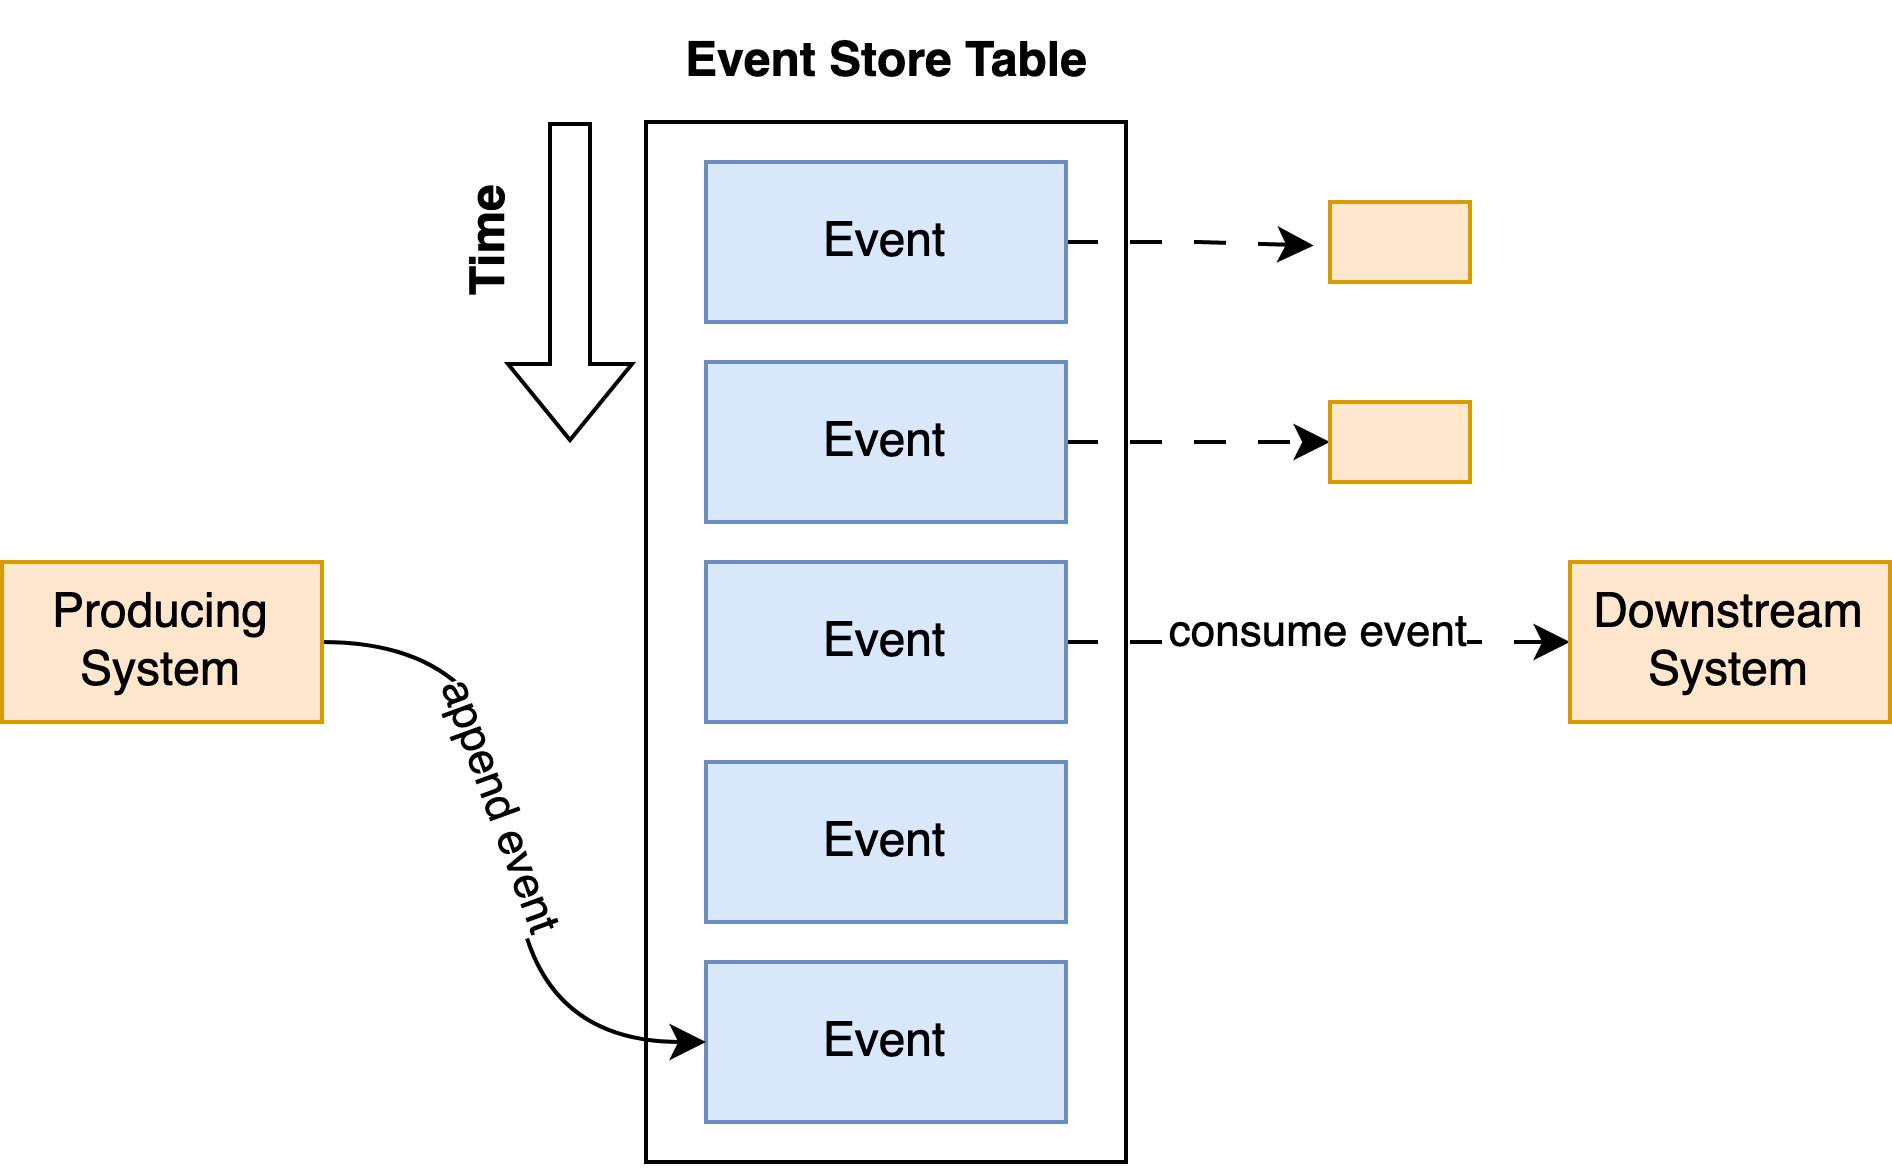 Event Store Table
Time
Event
Event
Producing
System
append event
Event
consume event
Downstream
System
Event
Event